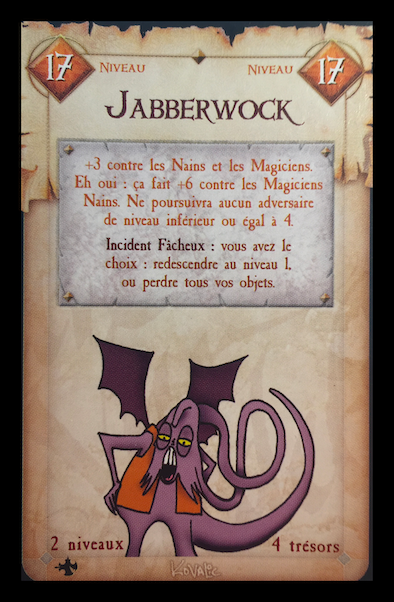 17 Niveau Niveau 17
Jabberwock
+3 contre les Nains et les Magiciens.
Eh oui : ça fait +6 contre les Magiciens
Nains. Ne poursuivra aucun adversaire
de niveau inférieur ou égal à 4.
Incident Fâcheux : vous avez le
choix : redescendre au niveau 1,
ou perdre tous vos objets.
2 niveaux 4 trésors
Kovalic